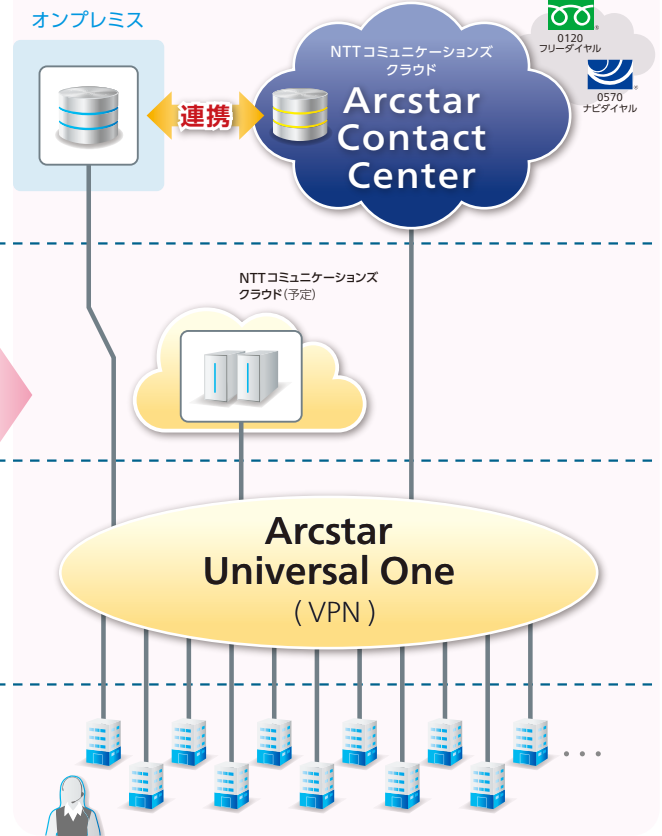 オンプレミス
0120
フリーダイヤル
NTTコミュニケーションズ
クラウド
0570
ナビダイヤル
連携
Arcstar
Contact
Center
NTTコミュニケーションズ
クラウド(予定)
Arcstar
Universal One
( VPN )